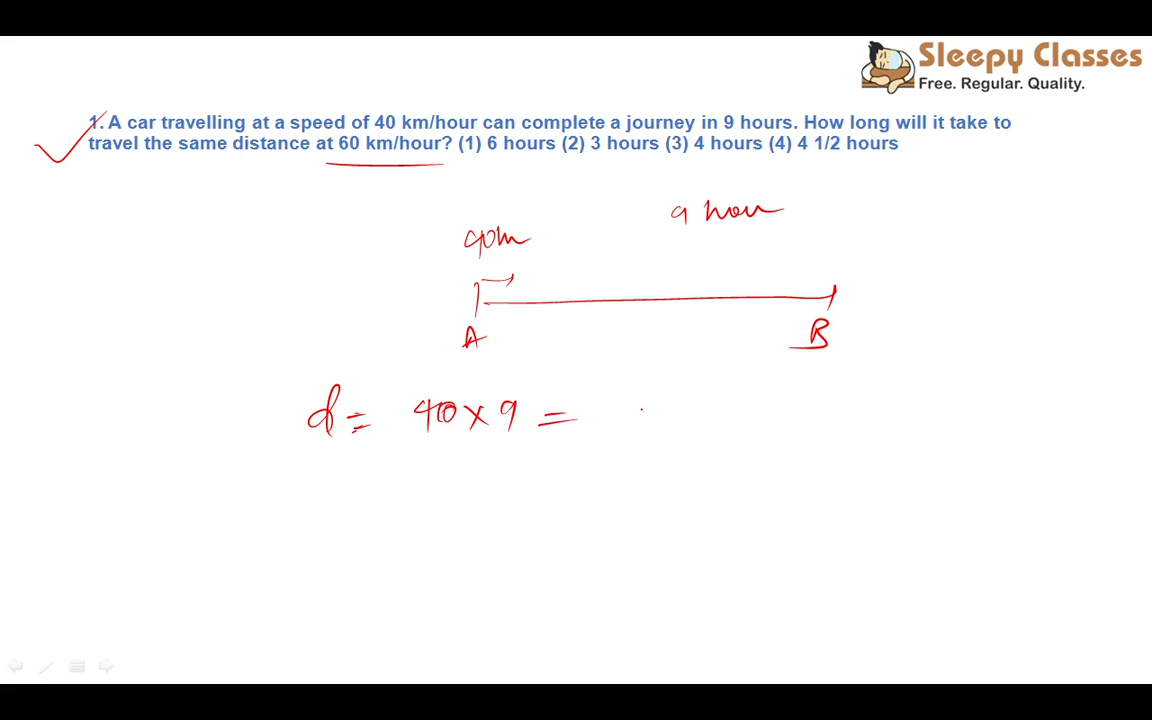 Sleepy Classes
Free. Regular. Quality.
1. A car travelling at a speed of 40 km/hour can complete a journey in 9 hours. How long will it take to
travel the same distance at 60 km/hour? (1) 6 hours (2) 3 hours (3) 4 hours (4) 4 1/2 hours
9 hour
A
B
d = 40 × 9 =